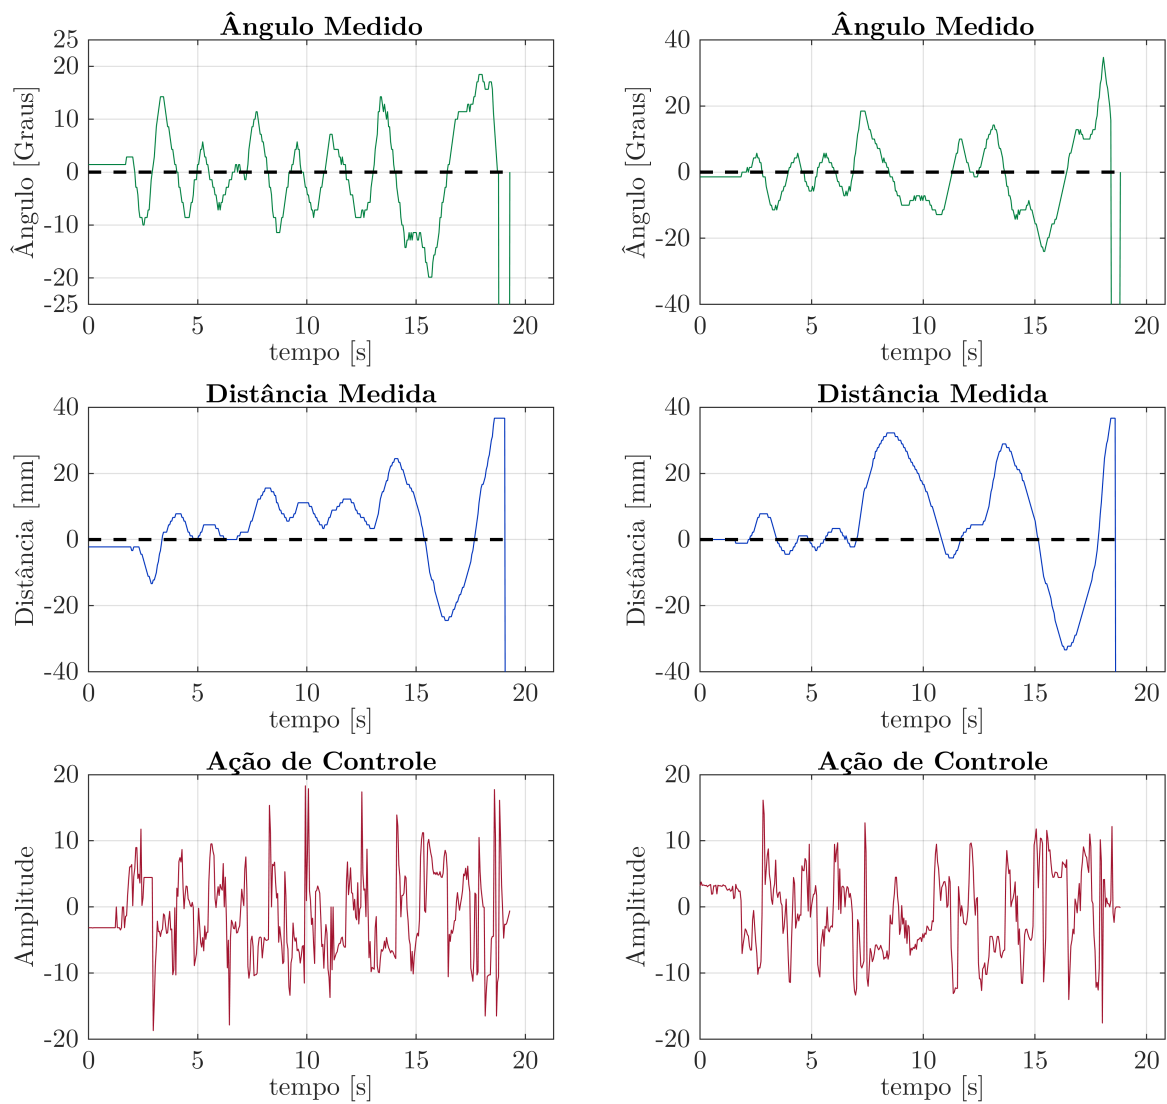 Ângulo Medido
Ângulo [Graus]
25
20
10
0
-10
-20
-25
0 5 10 15 20
tempo [s]
Ângulo Medido
Ângulo [Graus]
40
20
0
-20
-40
0 5 10 15 20
tempo [s]
Distância Medida
Distância [mm]
40
20
0
-20
-40
0 5 10 15 20
tempo [s]
Distância Medida
Distância [mm]
40
20
0
-20
-40
0 5 10 15 20
tempo [s]
Ação de Controle
Amplitude
20
10
0
-10
-20
0 5 10 15 20
tempo [s]
Ação de Controle
Amplitude
20
10
0
-10
-20
0 5 10 15 20
tempo [s]